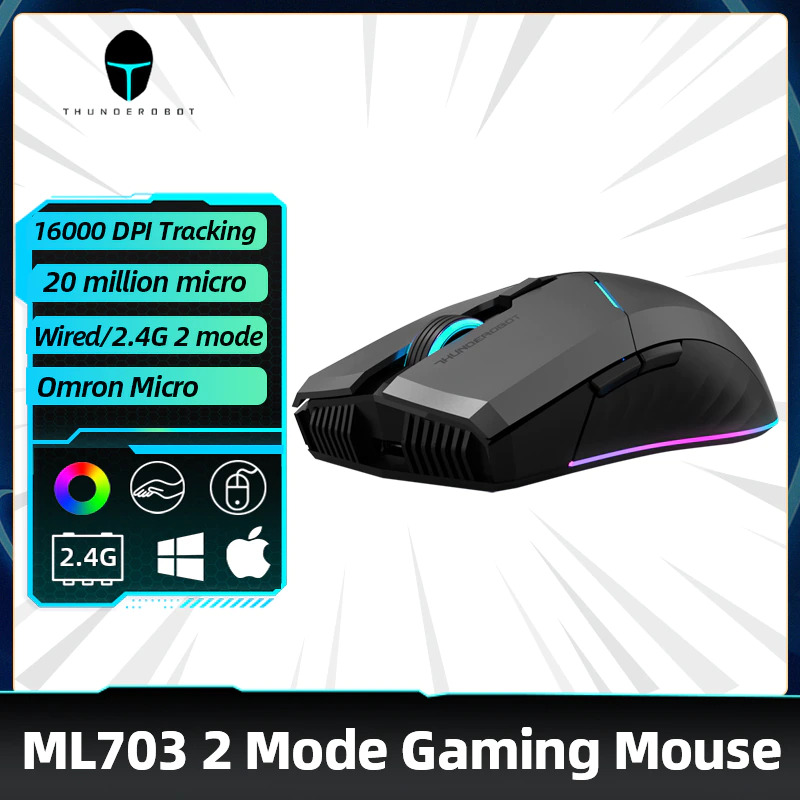 THUNDEROBOT
16000 DPI Tracking
20 million micro
Wired/2.4G 2 mode
Omron Micro
THUNDEROBOT
2.4G
ML703 2 Mode Gaming Mouse